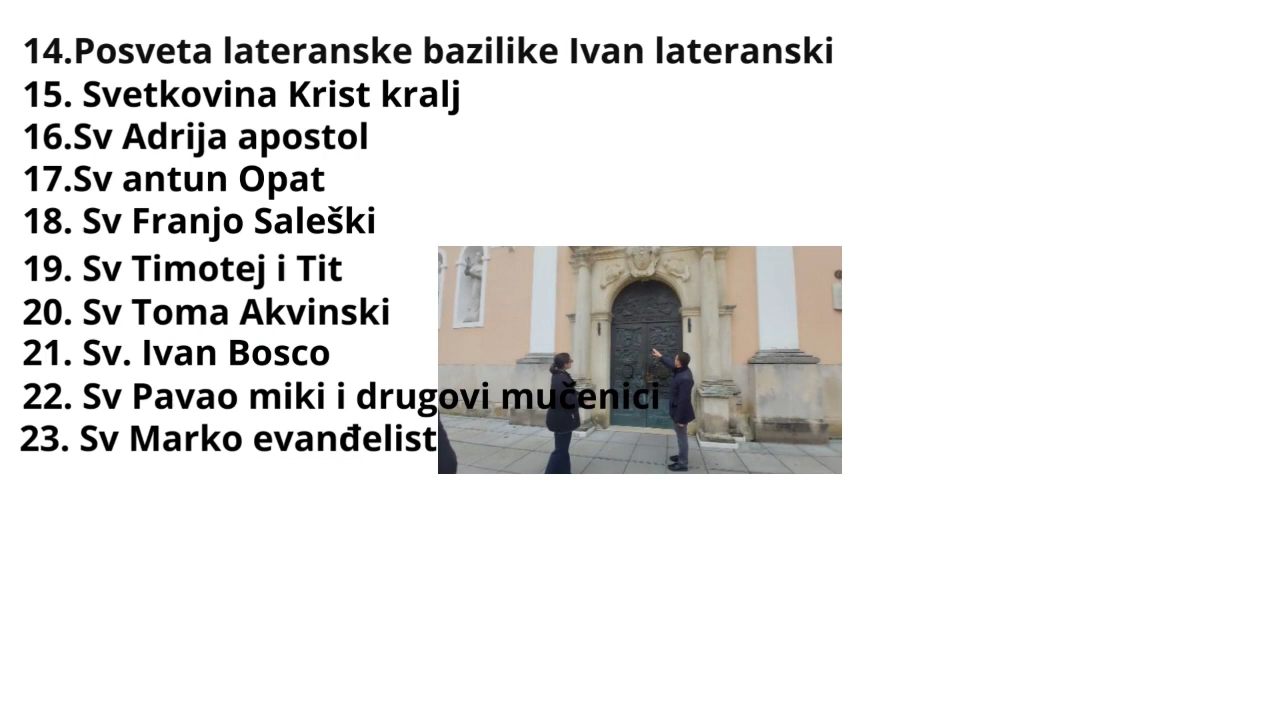 14.Posveta lateranske bazilike Ivan lateranski
15. Svetkovina Krist kralj
16.Sv Adrija apostol
17.Sv antun Opat
18. Sv Franjo Saleški
19. Sv Timotej i Tit
20. Sv Toma Akvinski
21. Sv. Ivan Bosco
22. Sv Pavao miki i drugovi mučenici
23. Sv Marko evanđelist